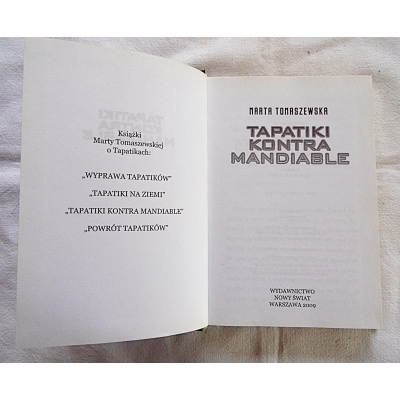 Książki
Marty Tomaszewskiej
o Tapatikach:
„WYPRAWA TAPATIKÓW"
„TAPATIKI NA ZIEMI"
„TAPATIKI KONTRA MANDIABLE"
„POWRÓT TAPATIKÓW"
MARTA TOMASZEWSKA
TAPATIKI
KONTRA
MANDIABLE
WYDAWNICTWO
NOWY ŚWIAT
WARSZAWA 2009